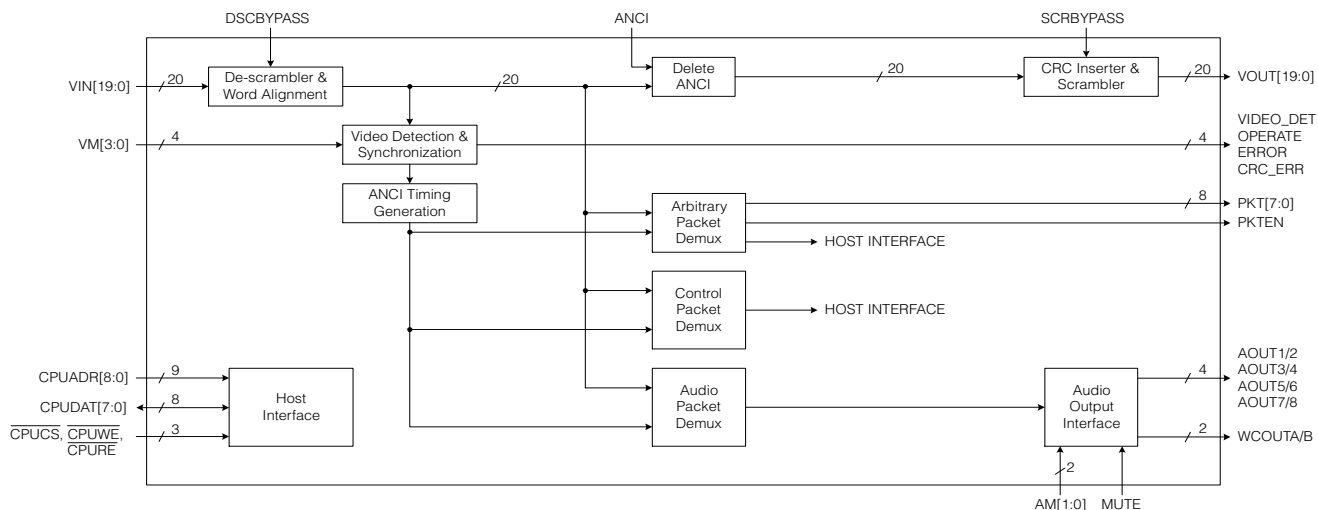 DSCBYPASS
ANCI
SCRBYPASS
VIN[19:0]
20
De-scrambler &
Word Alignment
20
Delete
ANCI
20
CRC Inserter &
Scrambler
20
VOUT[19:0]
VM[3:0]
4
Video Detection &
Synchronization
4
VIDEO_DET
OPERATE
ERROR
CRC_ERR
ANCI Timing
Generation
Arbitrary
Packet
Demux
8
PKT[7:0]
PKTEN
HOST INTERFACE
Control
Packet
Demux
HOST INTERFACE
CPUADR[8:0]
9
CPUDAT[7:0]
8
CPUCS, CPUWE,
CPURE
3
Host
Interface
Audio
Packet
Demux
Audio
Output
Interface
4
AOUT1/2
AOUT3/4
AOUT5/6
AOUT7/8
2
WCOUTA/B
2
AM[1:0]
MUTE